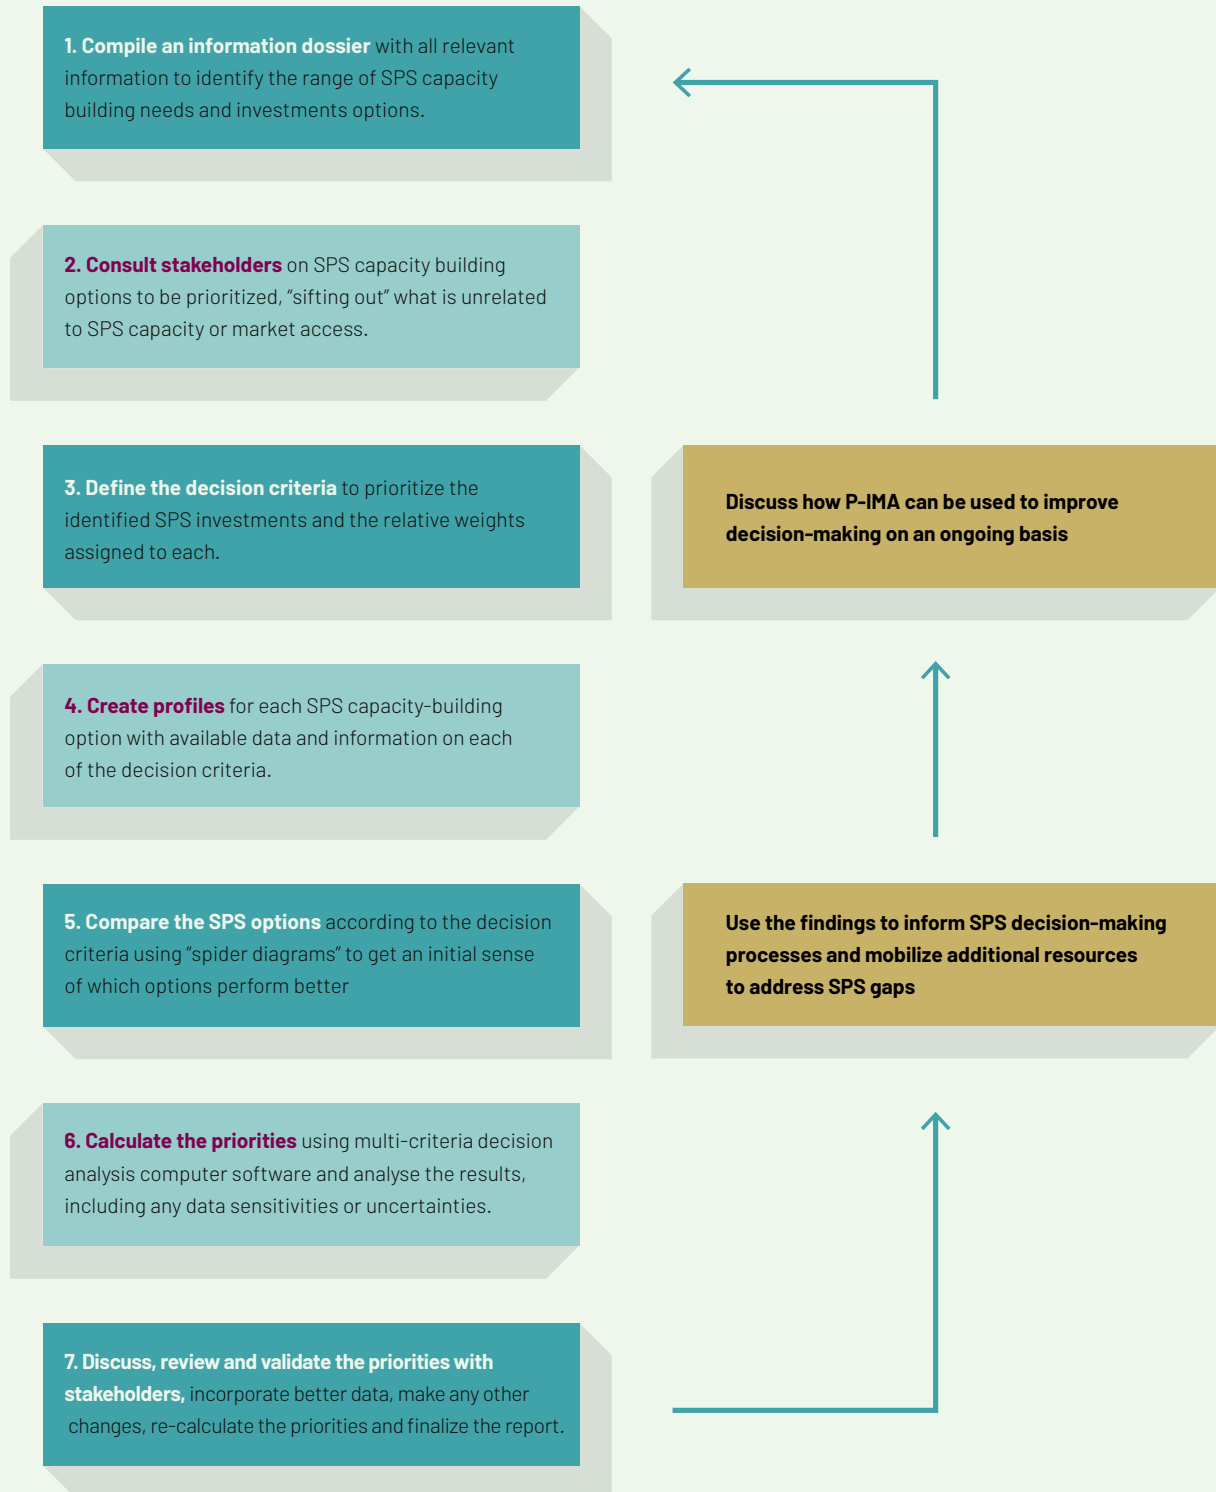 1. Compile an information dossier with all relevant
information to identify the range of SPS capacity
building needs and investments options.
2. Consult stakeholders on SPS capacity building
options to be prioritized, “sifting out” what is unrelated
to SPS capacity or market access.
3. Define the decision criteria to prioritize the
identified SPS investments and the relative weights
assigned to each.
4. Create profiles for each SPS capacity-building
option with available data and information on each
of the decision criteria.
5. Compare the SPS options according to the decision
criteria using “spider diagrams” to get an initial sense
of which options perform better
6. Calculate the priorities using multi-criteria decision
analysis computer software and analyse the results,
including any data sensitivities or uncertainties.
7. Discuss, review and validate the priorities with
stakeholders, incorporate better data, make any other
changes, re-calculate the priorities and finalize the report.
Use the findings to inform SPS decision-making
processes and mobilize additional resources
to address SPS gaps
Discuss how P-IMA can be used to improve
decision-making on an ongoing basis